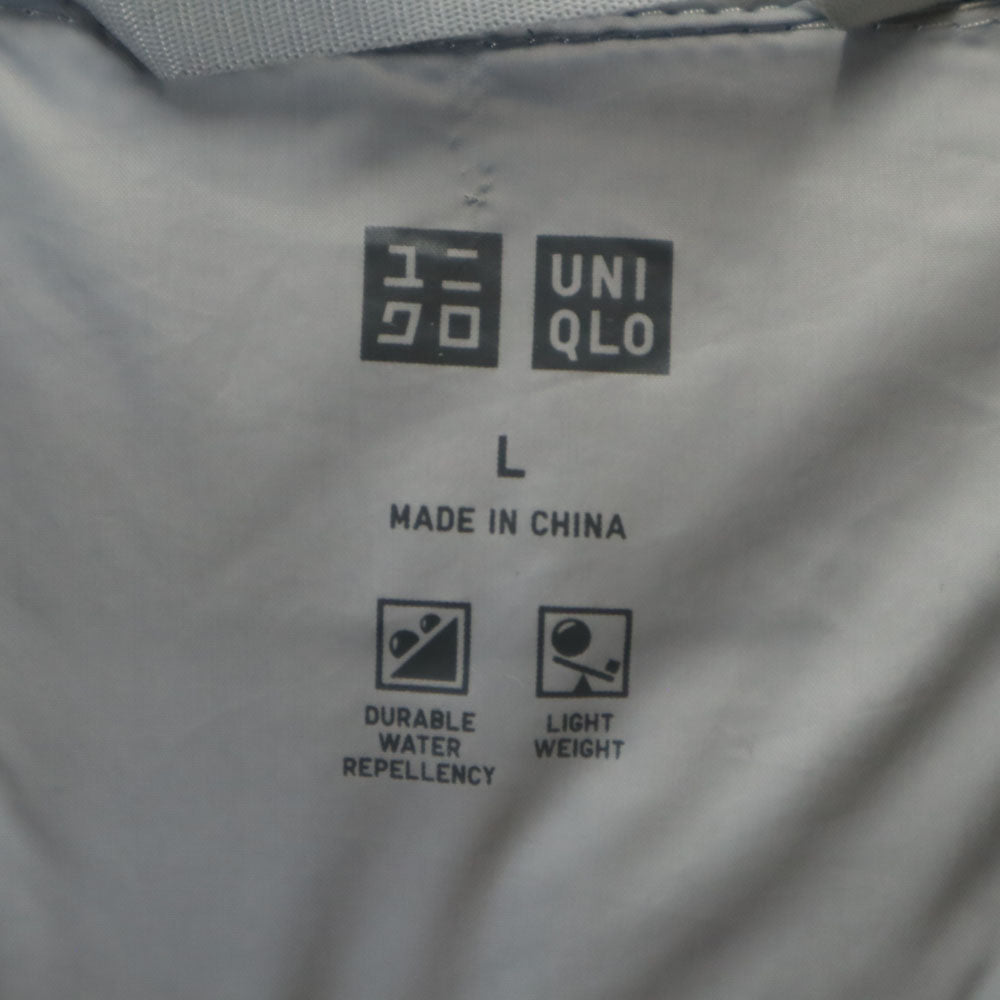 ユニ
クロ
UNI
QLO
L
MADE IN CHINA
DURABLE
WATER
REPELLENCY
LIGHT
WEIGHT